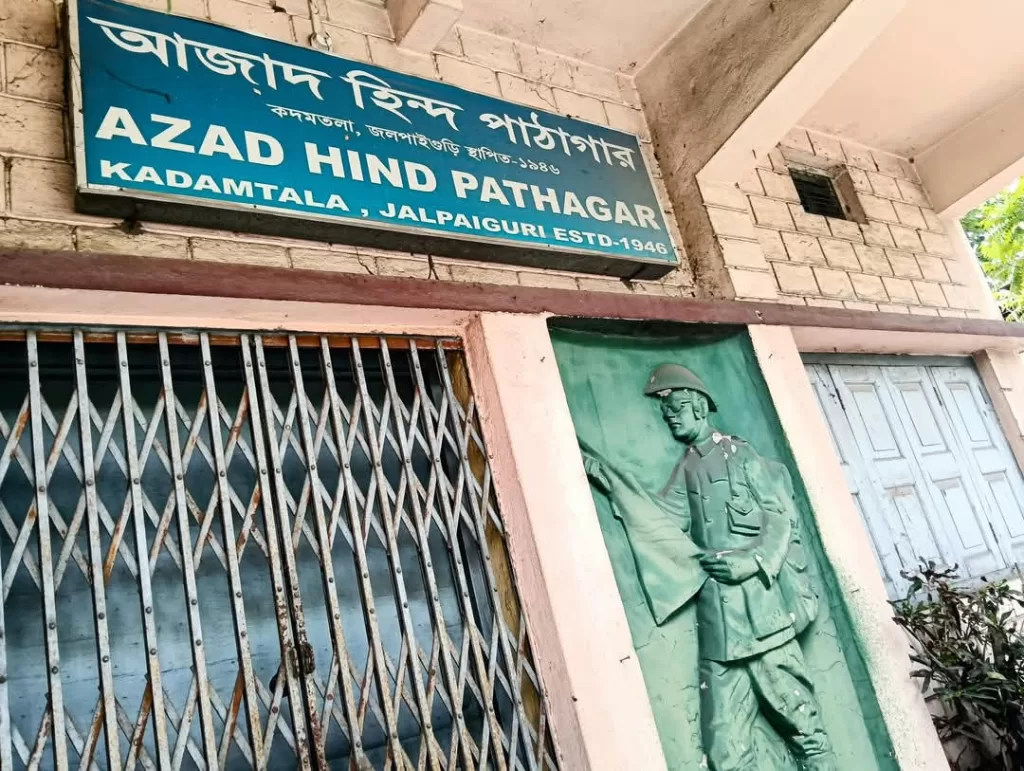 আজাদ হিন্দ পাঠাগার
কদমতলা, জলপাইগুড়ি স্থাপিত-১৯৪৬
AZAD HIND PATHAGAR
KADAMTALA , JALPAIGURI ESTD-1946